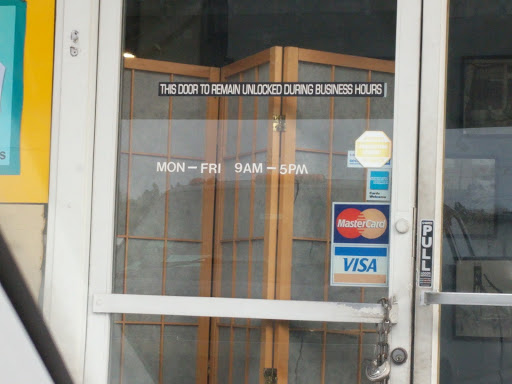 THIS DOOR TO REMAIN UNLOCKED DURING BUSINESS HOURS
MON – FRI 9AM – 5PM
MasterCard
VISA
PULL